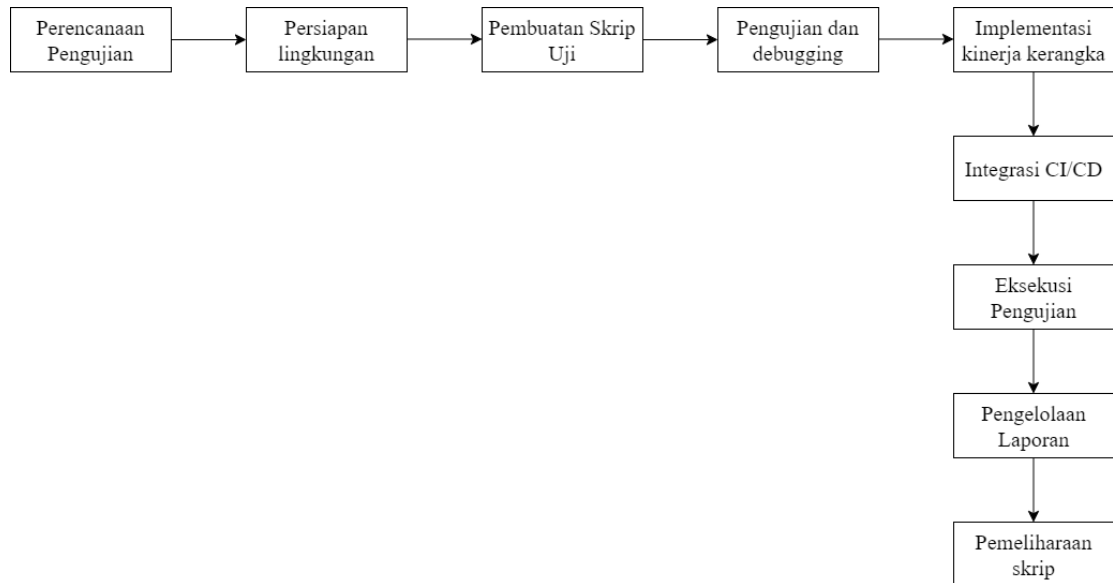 Perencanaan
Pengujian
Persiapan
lingkungan
Pembuatan Skrip
Uji
Pengujian dan
debugging
Implementasi
kinerja kerangka
Integrasi CI/CD
Eksekusi
Pengujian
Pengelolaan
Laporan
Pemeliharaan
skrip